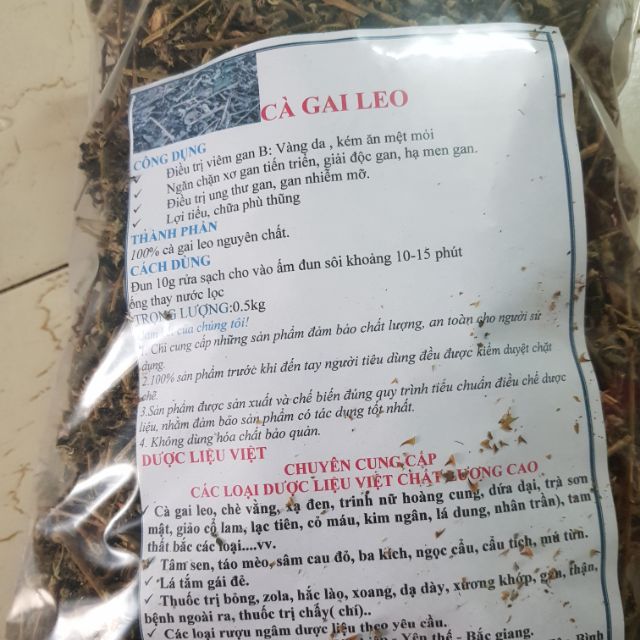 CÀ GAI LEO
CÔNG DỤNG
✓ Điều trị viêm gan B: Vàng da , kém ăn mệt mỏi
✓ Ngăn chặn xơ gan tiến triển, giải độc gan, hạ men gan.
✓ Điều trị ung thư gan, gan nhiễm mỡ.
✓ Lợi tiểu, chữa phù thũng
THÀNH PHẦN
100% cà gai leo nguyên chất.
CÁCH DÙNG
Đun 10g rửa sạch cho vào ấm đun sôi khoảng 10-15 phút
ống thay nước lọc
TRỌNG LƯỢNG:0.5kg
của chúng tôi!
1. Chỉ cung cấp những sản phẩm đảm bảo chất lượng, an toàn cho người sử
dụng.
2.100% sản phẩm trước khi đến tay người tiêu dùng đều được kiểm duyệt chặt
chẽ.
3.Sản phẩm được sản xuất và chế biến đúng quy trình tiêu chuẩn điều chế dược
liệu, nhằm đảm bảo sản phẩm có tác dụng tốt nhất.
4. Không dùng hóa chất bảo quản.
DƯỢC LIỆU VIỆT
CHUYÊN CUNG CẤP
CÁC LOẠI DƯỢC LIỆU VIỆT CHẤT LƯỢNG CAO
✓ Cà gai leo, chè vằng, xạ đen, trinh nữ hoàng cung, dứa dại, trà sơn
mật, giảo cổ lam, lạc tiên, cỏ máu, kim ngân, lá dung, nhân trần), tam
thất bắc các loại....vv.
✓ Tâm sen, táo mèo, sâm cau đỏ, ba kích, ngọc cẩu, cẩu tích, mú từn.
✓ Lá tắm gái đẻ.
✓ Thuốc trị bỏng, zola, hắc lào, xoang, dạ dày, xương khớp, gan, thận,
bệnh ngoài ra, thuốc trị chấy( chí)..
✓ Các loại rượu ngâm dược liệu theo yêu cầu.
- Yên Thế - Bắc giang.
Bình